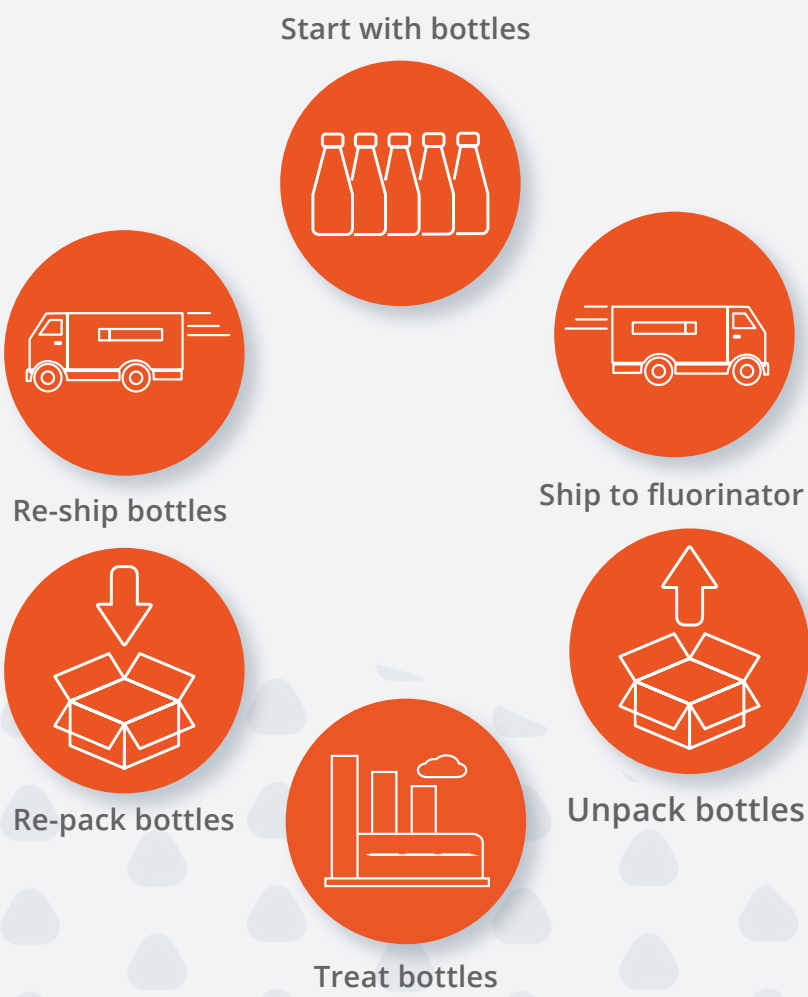 Start with bottles
Ship to fluorinator
Unpack bottles
Treat bottles
Re-pack bottles
Re-ship bottles